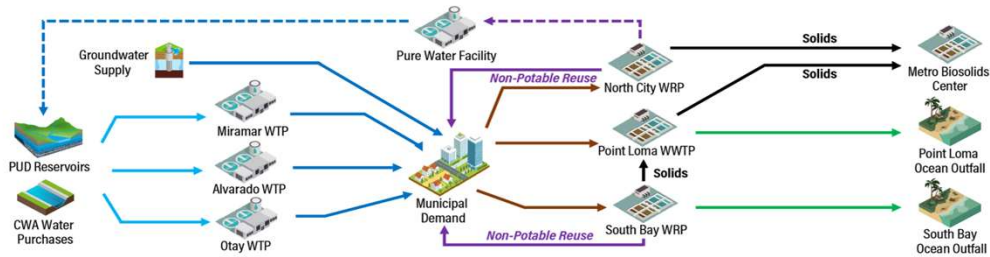 Solids
Groundwater
Supply
Pure Water Facility
Non-Potable Reuse
North City WRP
Solids
Metro Biosolids
Center
Miramar WTP
PUD Reservoirs
Point Loma WWTP
Point Loma
Ocean Outfall
Alvarado WTP
Solids
CWA Water
Purchases
Municipal
Demand
Otay WTP
Non-Potable Reuse
South Bay WRP
South Bay
Ocean Outfall